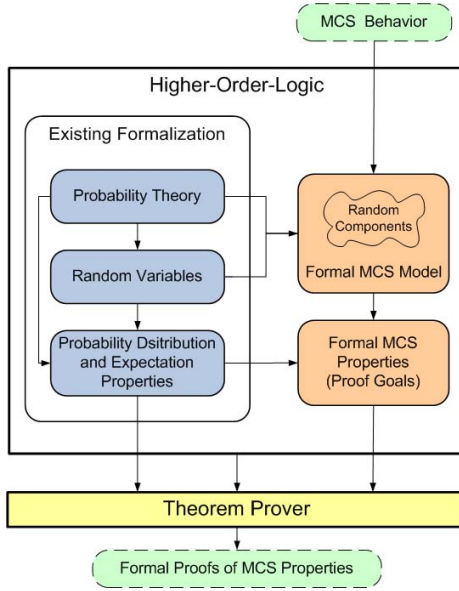 MCS Behavior
Higher-Order-Logic
Existing Formalization
Probability Theory
Random Variables
Probability Dsitribution
and Expectation
Properties
Random
Components
Formal MCS Model
Formal MCS
Properties
(Proof Goals)
Theorem Prover
Formal Proofs of MCS Properties